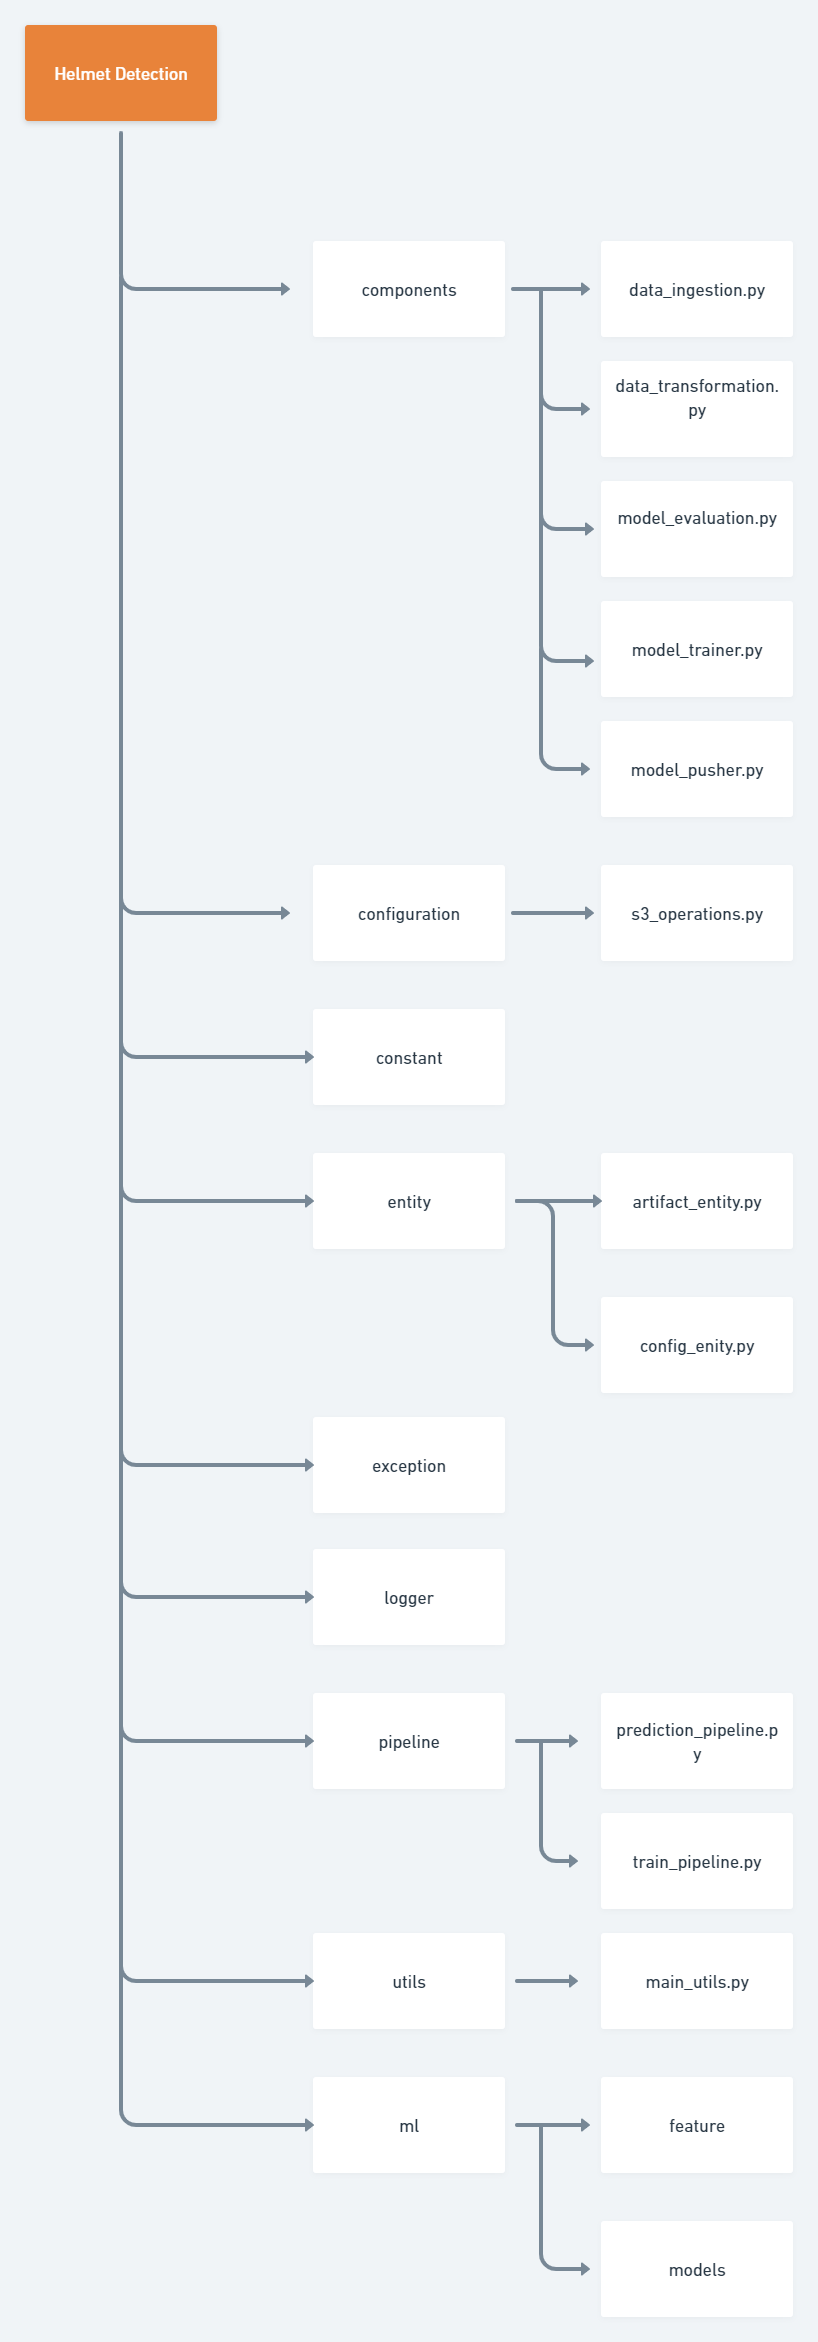 Helmet Detection
components
data_ingestion.py
data_transformation.
py
model_evaluation.py
model_trainer.py
model_pusher.py
configuration
s3_operations.py
constant
entity
artifact_entity.py
config_enity.py
exception
logger
pipeline
prediction_pipeline.p
y
train_pipeline.py
utils
main_utils.py
ml
feature
models